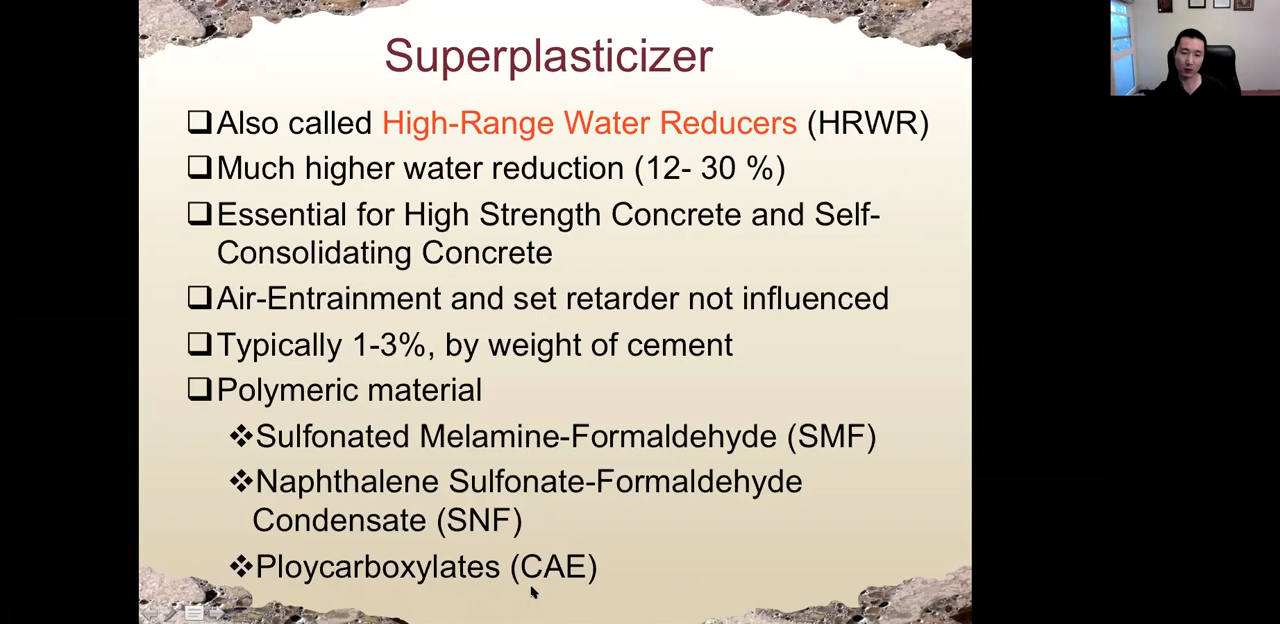 Superplasticizer
Also called High-Range Water Reducers (HRWR)
Much higher water reduction (12- 30 %)
Essential for High Strength Concrete and Self-
Consolidating Concrete
Air-Entrainment and set retarder not influenced
Typically 1-3%, by weight of cement
Polymeric material
Sulfonated Melamine-Formaldehyde (SMF)
Naphthalene Sulfonate-Formaldehyde
Condensate (SNF)
Ploycarboxylates (CAE)